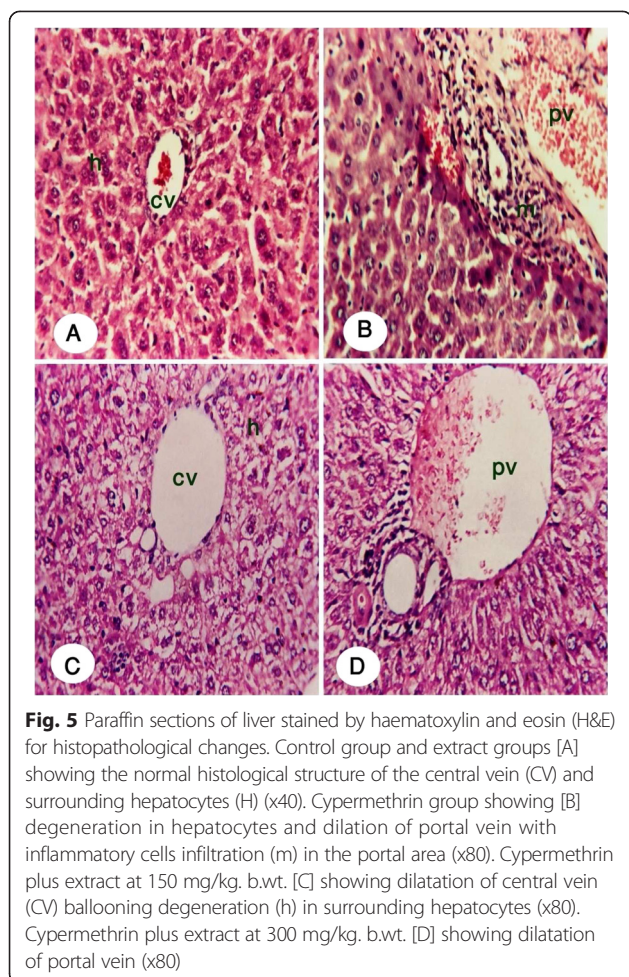 h
cv
A
pv
m
B
cv
h
C
pv
D
Fig. 5 Paraffin sections of liver stained by haematoxylin and eosin (H&E)
for histopathological changes. Control group and extract groups [A]
showing the normal histological structure of the central vein (CV) and
surrounding hepatocytes (H) (x40). Cypermethrin group showing [B]
degeneration in hepatocytes and dilation of portal vein with
inflammatory cells infiltration (m) in the portal area (x80). Cypermethrin
plus extract at 150 mg/kg. b.wt. [C] showing dilatation of central vein
(CV) ballooning degeneration (h) in surrounding hepatocytes (x80).
Cypermethrin plus extract at 300 mg/kg. b.wt. [D] showing dilatation
of portal vein (x80)